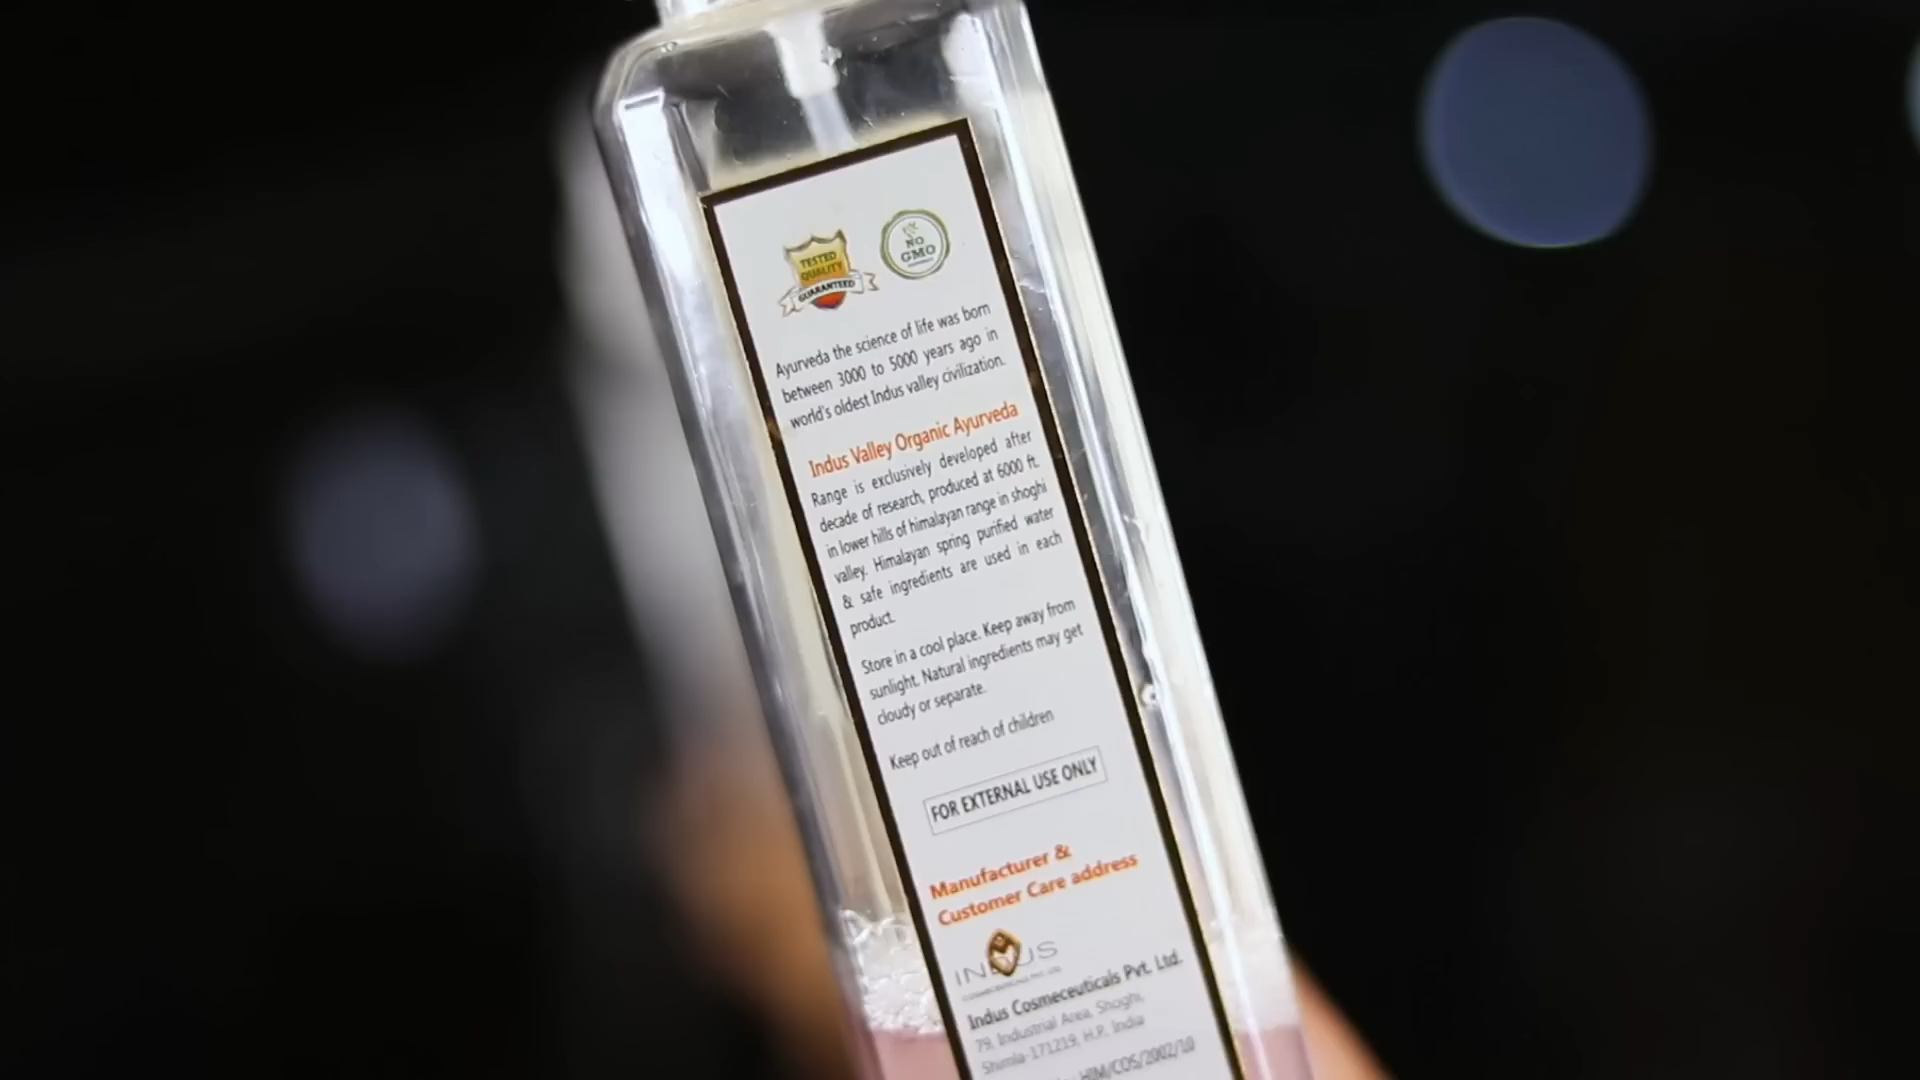 TESTED
QUALITY
GUARANTEED
NO
GMO
Ayurveda the science of life was born
between 3000 to 5000 years ago in
world's oldest Indus valley civilization.
Indus Valley Organic Ayurveda
Range is exclusively developed after
decade of research, produced at 6000 ft.
in lower hills of himalayan range in shoghi
valley. Himalayan spring purified water
& safe ingredients are used in each
product.
Store in a cool place. Keep away from
sunlight. Natural ingredients may get
cloudy or separate.
Keep out of reach of children
FOR EXTERNAL USE ONLY
Manufacturer &
Customer Care address
INDUS
Indus Cosmeceuticals Pvt. Ltd.
79, Industrial Area, Shoghi,
Shimla-171219, H.P. India
HIM/COS/2002/10